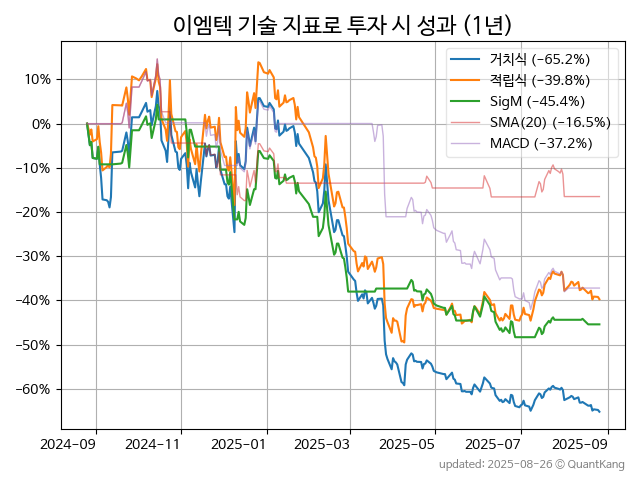 이엠텍 기술 지표로 투자 시 성과 (1년)
거치식 (−65.2%)
적립식 (−39.8%)
SigM (−45.4%)
SMA(20) (−16.5%)
MACD (−37.2%)
10%
0%
−10%
−20%
−30%
−40%
−50%
−60%
2024−09 2024−11 2025−01 2025−03 2025−05 2025−07 2025−09
updated: 2025-08-26 © QuantKang